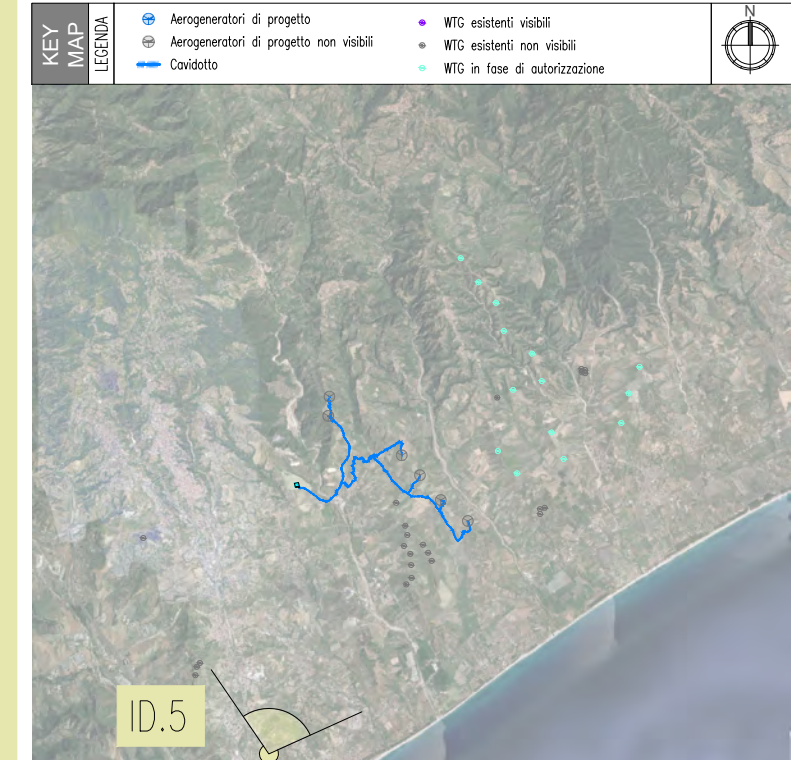 KEY
MAP
LEGENDA
Aerogeneratori di progetto
Aerogeneratori di progetto non visibili
Cavidotto
WTG esistenti visibili
WTG esistenti non visibili
WTG in fase di autorizzazione
N
ID.5